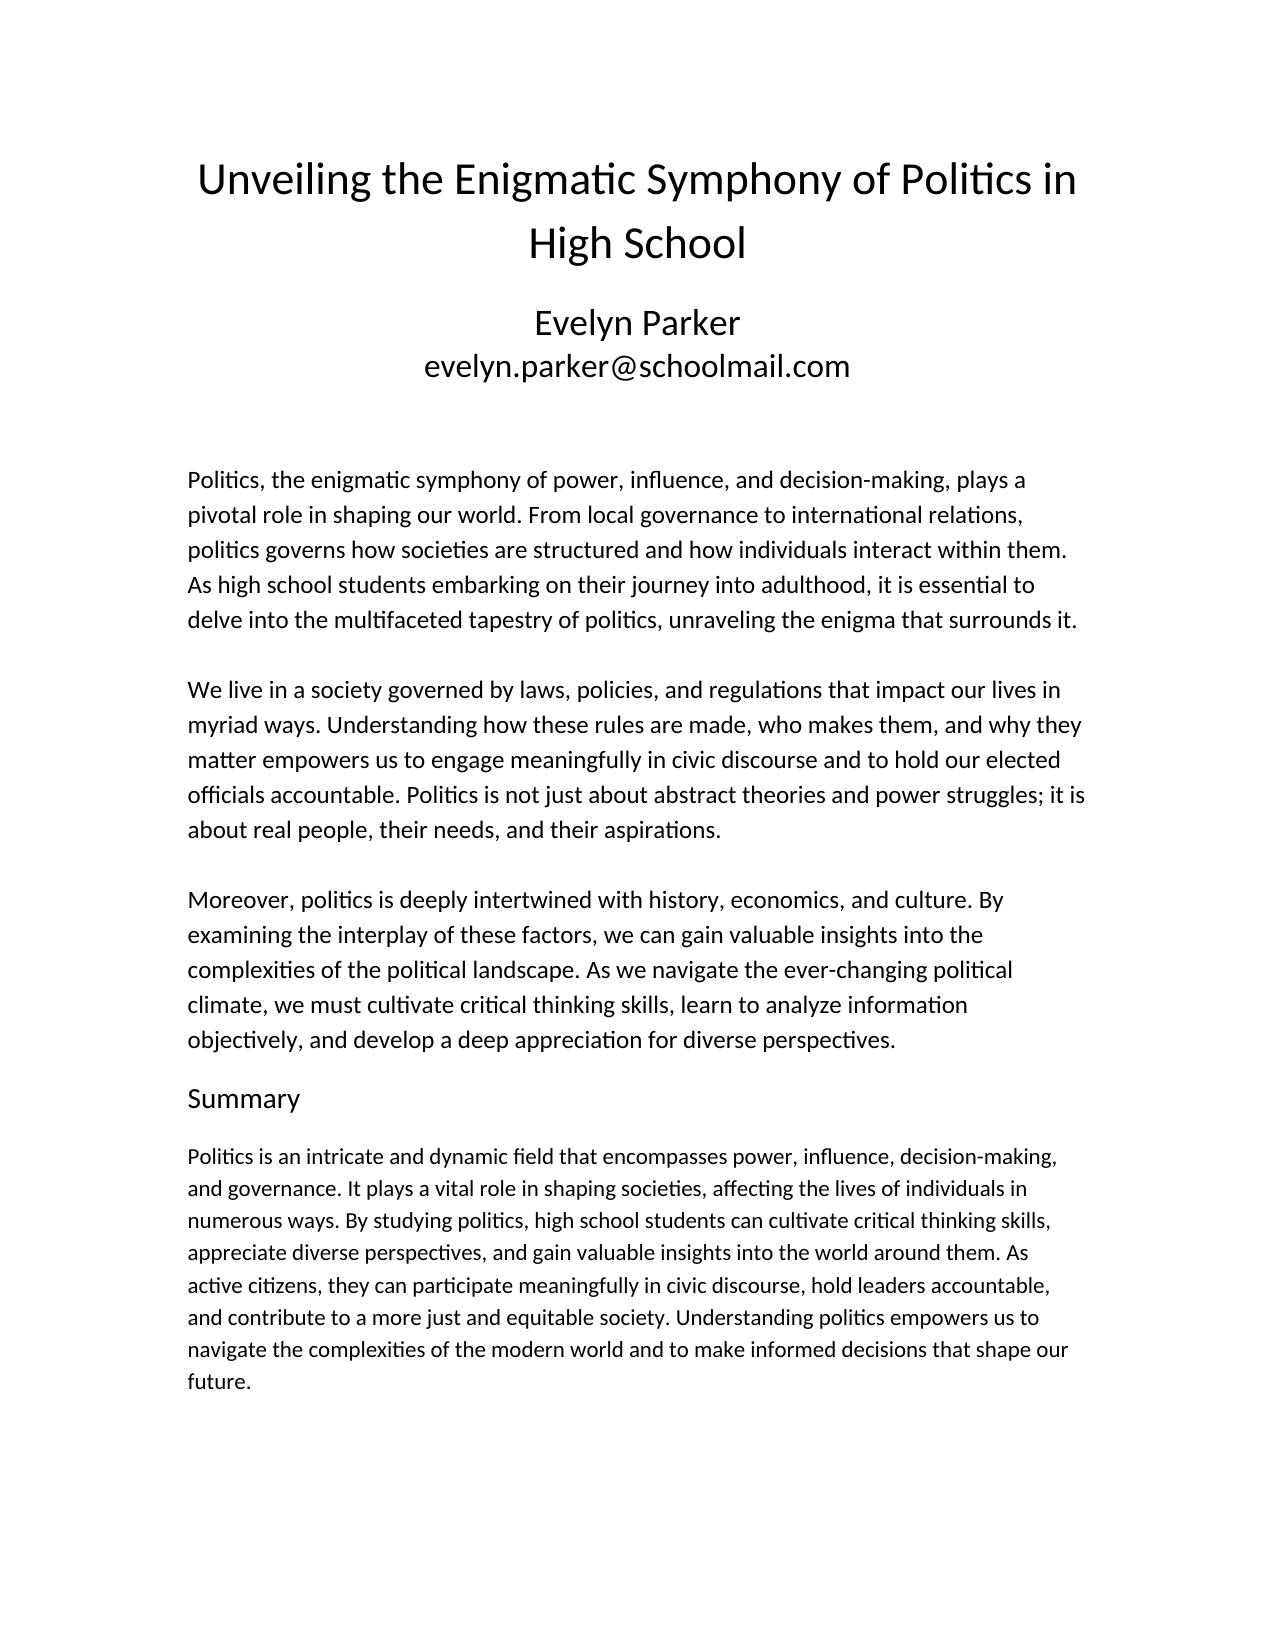 Unveiling the Enigmatic Symphony of Politics in
High School
Evelyn Parker
evelyn.parker@schoolmail.com
Politics, the enigmatic symphony of power, influence, and decision-making, plays a
pivotal role in shaping our world. From local governance to international relations,
politics governs how societies are structured and how individuals interact within them.
As high school students embarking on their journey into adulthood, it is essential to
delve into the multifaceted tapestry of politics, unraveling the enigma that surrounds it.
We live in a society governed by laws, policies, and regulations that impact our lives in
myriad ways. Understanding how these rules are made, who makes them, and why they
matter empowers us to engage meaningfully in civic discourse and to hold our elected
officials accountable. Politics is not just about abstract theories and power struggles; it is
about real people, their needs, and their aspirations.
Moreover, politics is deeply intertwined with history, economics, and culture. By
examining the interplay of these factors, we can gain valuable insights into the
complexities of the political landscape. As we navigate the ever-changing political
climate, we must cultivate critical thinking skills, learn to analyze information
objectively, and develop a deep appreciation for diverse perspectives.
Summary
Politics is an intricate and dynamic field that encompasses power, influence, decision-making,
and governance. It plays a vital role in shaping societies, affecting the lives of individuals in
numerous ways. By studying politics, high school students can cultivate critical thinking skills,
appreciate diverse perspectives, and gain valuable insights into the world around them. As
active citizens, they can participate meaningfully in civic discourse, hold leaders accountable,
and contribute to a more just and equitable society. Understanding politics empowers us to
navigate the complexities of the modern world and to make informed decisions that shape our
future.